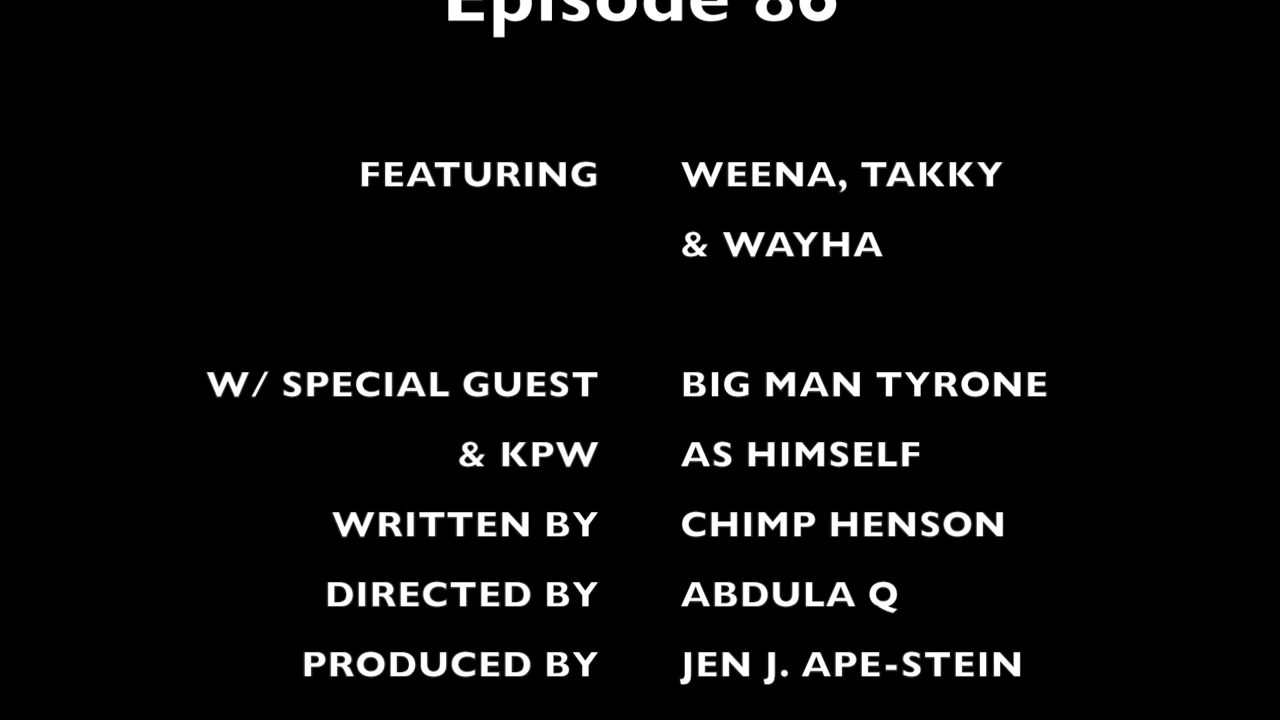 Episode 86
FEATURING WEENA, TAKKY
& WAYHA
W/ SPECIAL GUEST BIG MAN TYRONE
& KPW AS HIMSELF
WRITTEN BY CHIMP HENSON
DIRECTED BY ABDULA Q
PRODUCED BY JEN J. APE-STEIN